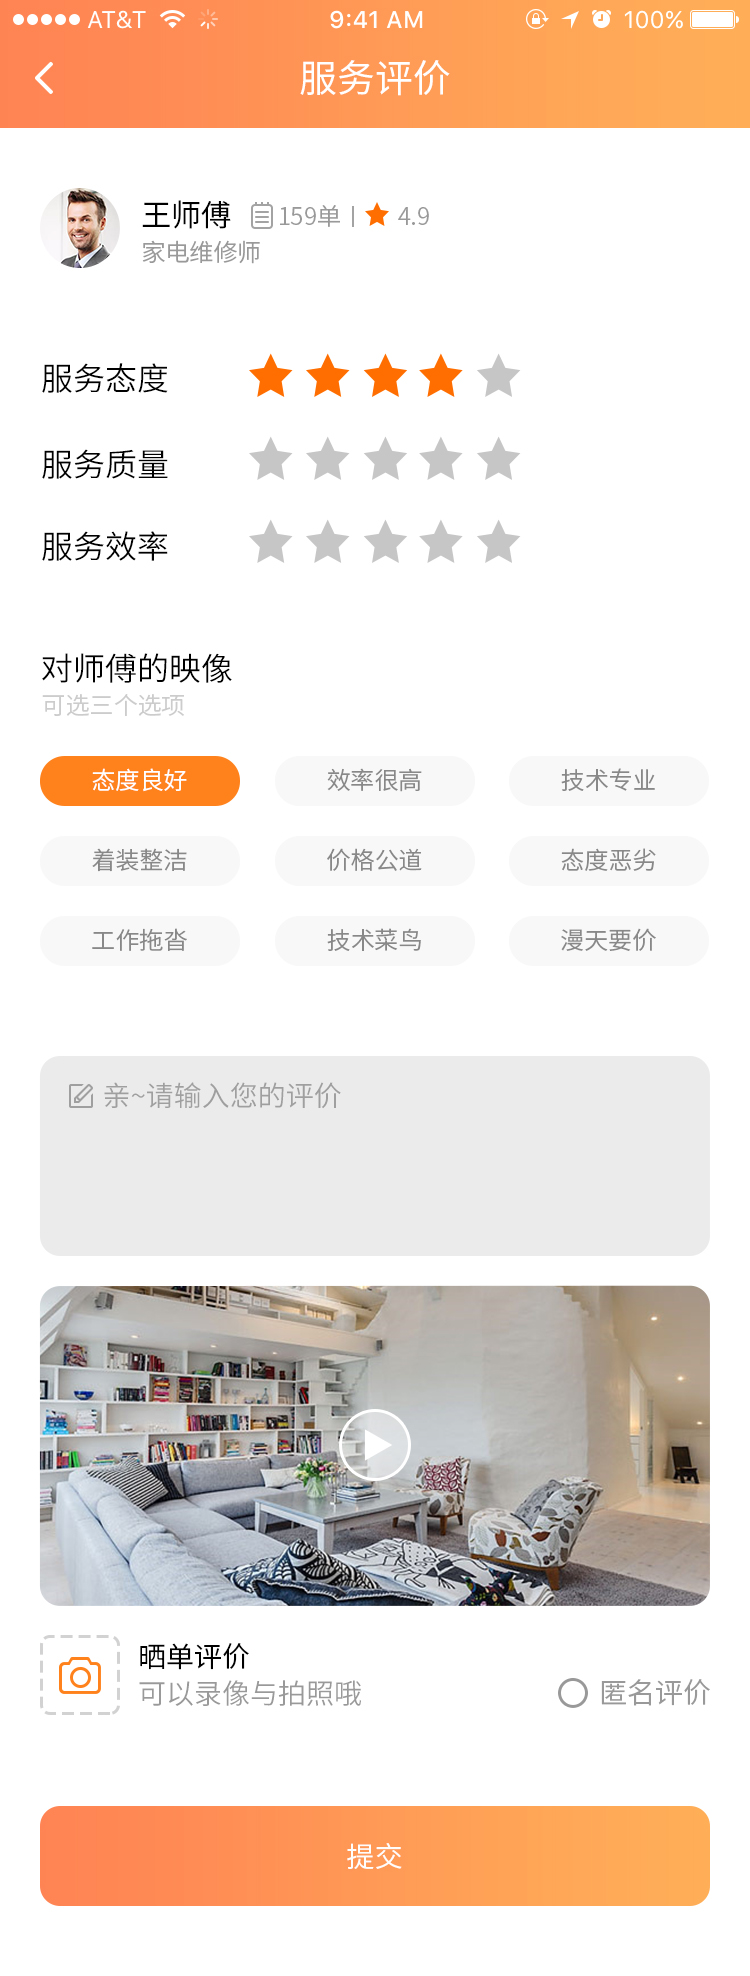 AT&T 9:41 AM 100%
服务评价
王师傅 159单 4.9
家电维修师
服务态度
服务质量
服务效率
对师傅的映像
可选三个选项
态度良好 效率很高 技术专业
着装整洁 价格公道 态度恶劣
工作拖沓 技术菜鸟 漫天要价
亲~请输入您的评价
晒单评价
可以录像与拍照哦
匿名评价
提交